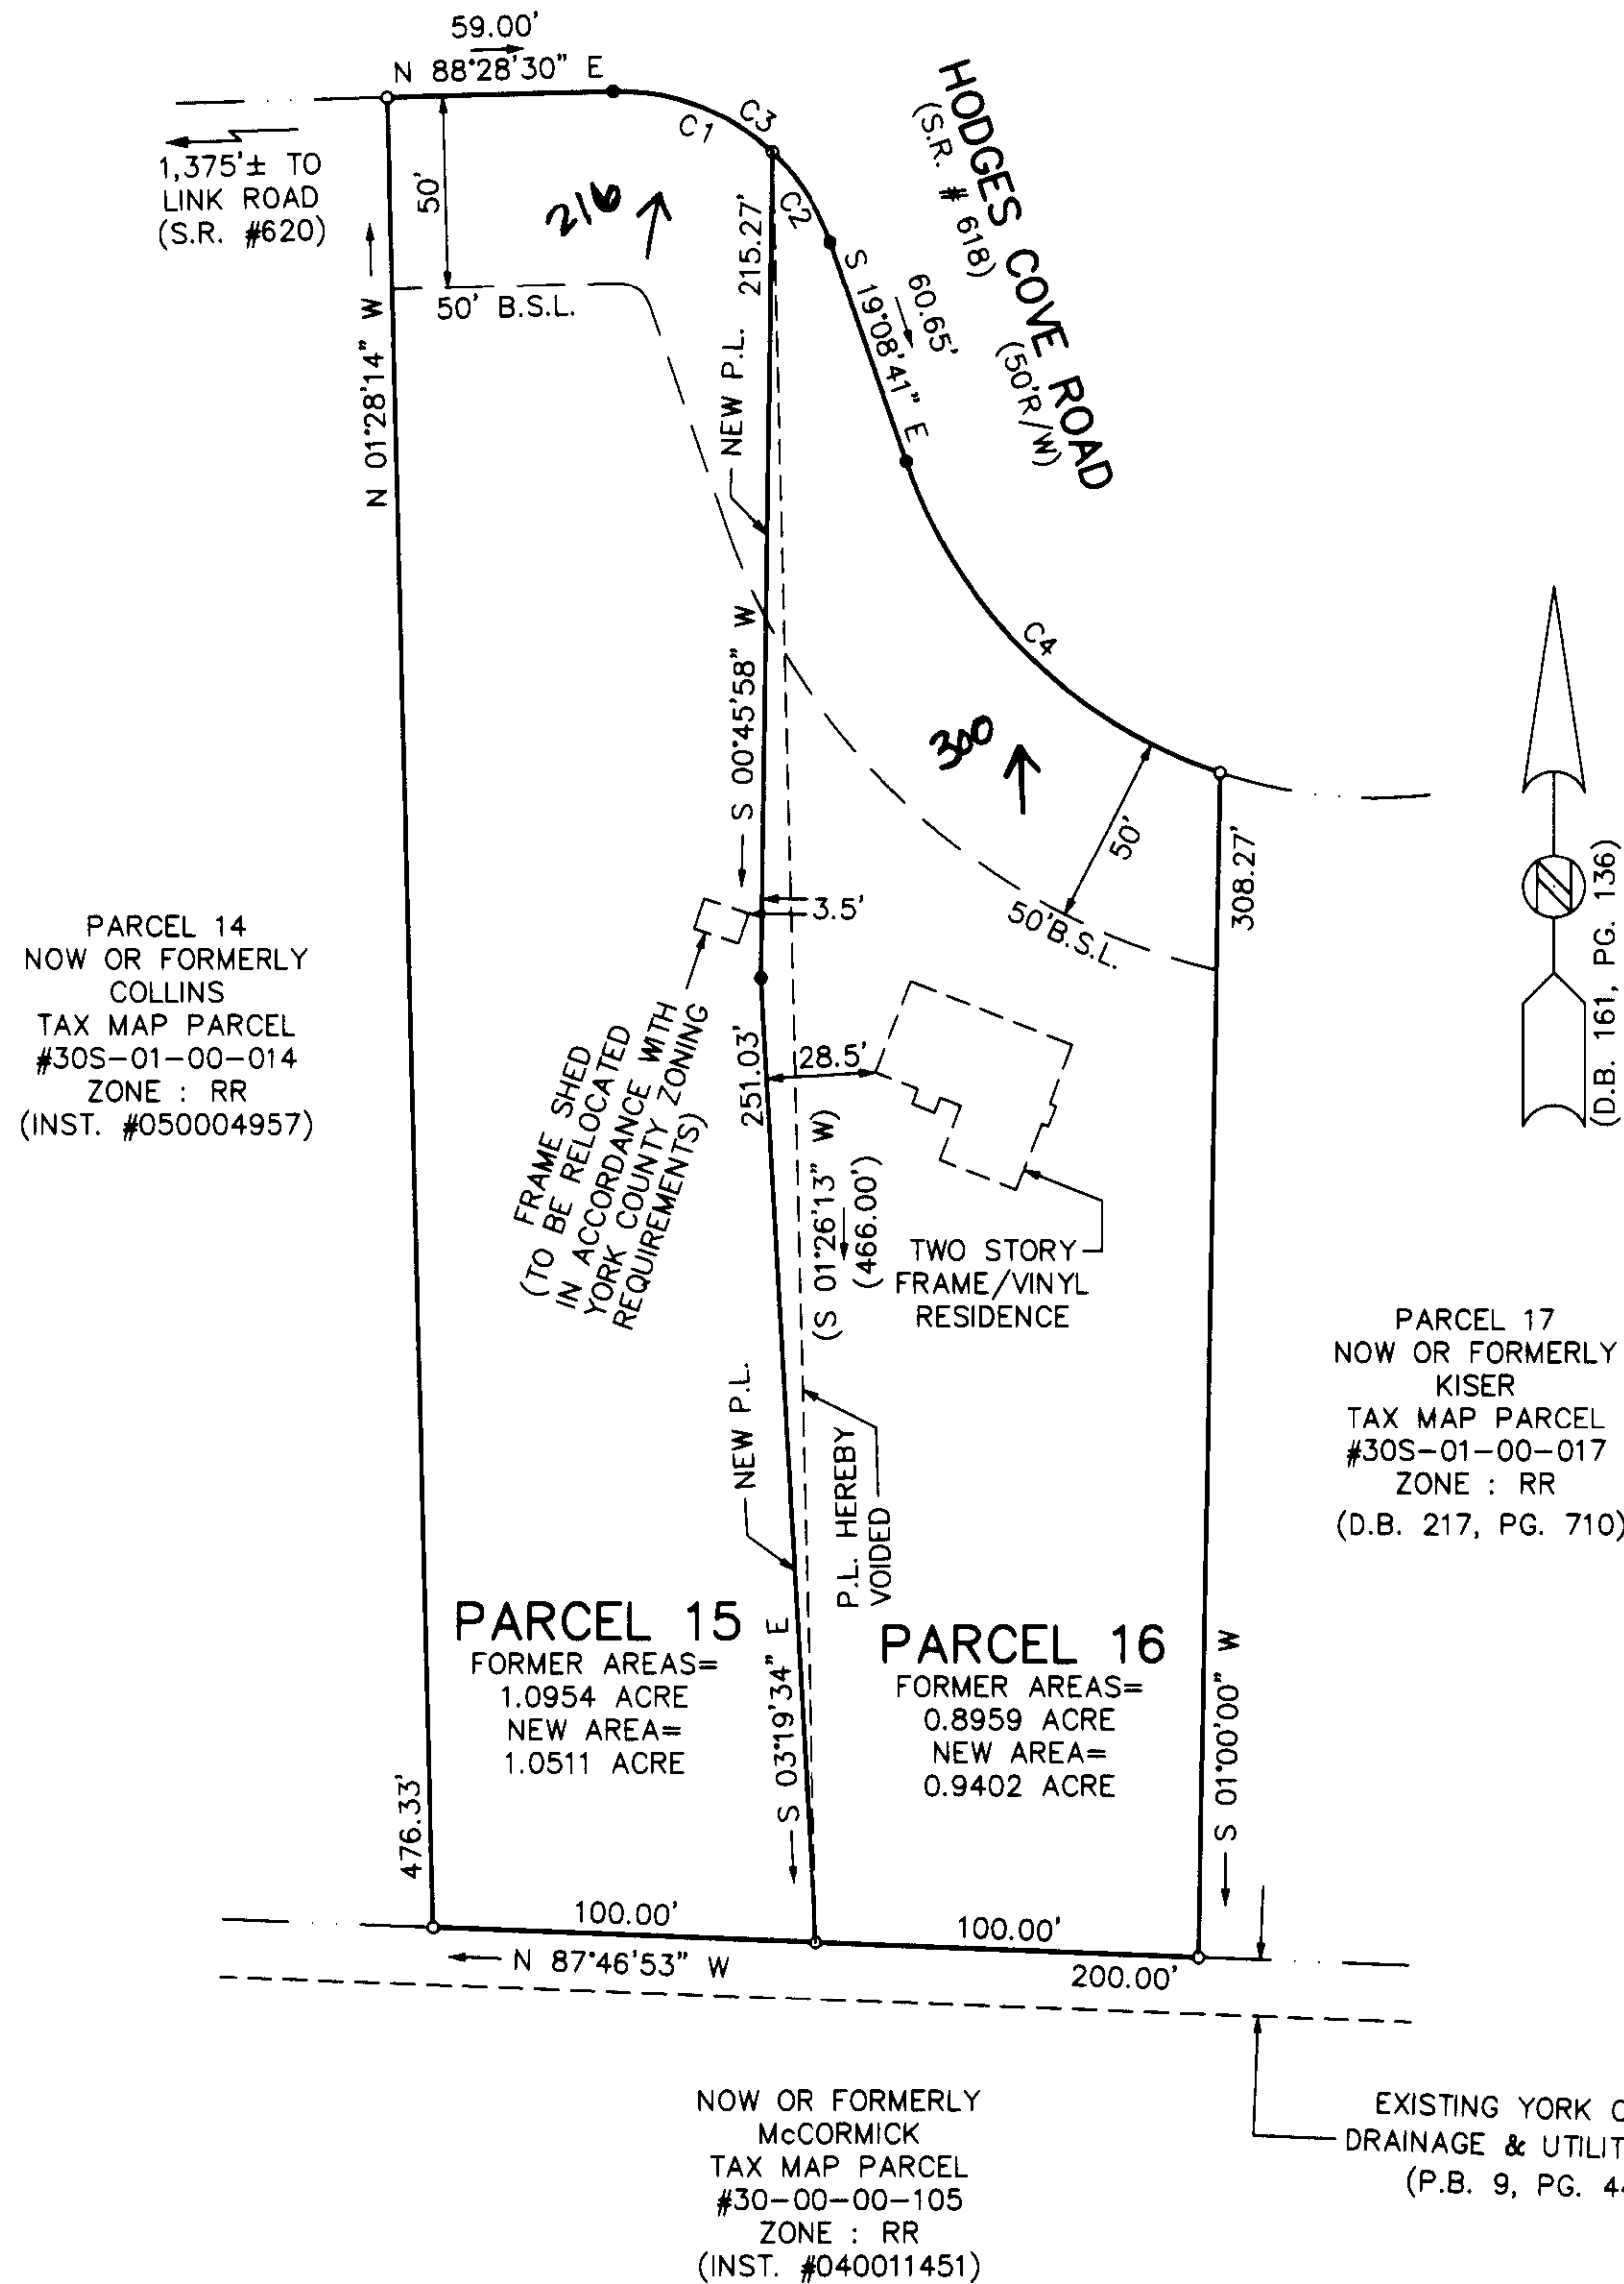 59.00'
N 88°28'30" E
1,375'± TO
LINK ROAD
(S.R. #620)
50'
50' B.S.L.
216
C1
C3
C2
HODGES COVE ROAD
(S.R. # 618)
(50'R/W)
S 19°08'41" E
60.65'
C4
N 01°28'14" W
476.33'
NEW P.L.
215.27'
S 00°45'58" W
300
50'
50'B.S.L.
308.27'
S 01°00'00" W
(D.B. 161, PG. 136)
N
3.5'
PARCEL 14
NOW OR FORMERLY
COLLINS
TAX MAP PARCEL
#30S-01-00-014
ZONE : RR
(INST. #050004957)
FRAME SHED
(TO BE RELOCATED
IN ACCORDANCE WITH
YORK COUNTY ZONING
REQUIREMENTS)
251.03'
28.5'
(S 01°26'13" W)
(466.00')
TWO STORY
FRAME/VINYL
RESIDENCE
PARCEL 17
NOW OR FORMERLY
KISER
TAX MAP PARCEL
#30S-01-00-017
ZONE : RR
(D.B. 217, PG. 710)
NEW P.L.
P.L. HEREBY
VOIDED
S 03°19'34" E
PARCEL 15
FORMER AREAS=
1.0954 ACRE
NEW AREA=
1.0511 ACRE
PARCEL 16
FORMER AREAS=
0.8959 ACRE
NEW AREA=
0.9402 ACRE
100.00'
100.00'
N 87°46'53" W
200.00'
NOW OR FORMERLY
McCORMICK
TAX MAP PARCEL
#30-00-00-105
ZONE : RR
(INST. #040011451)
EXISTING YORK
DRAINAGE & UTILIT
(P.B. 9, PG. 4